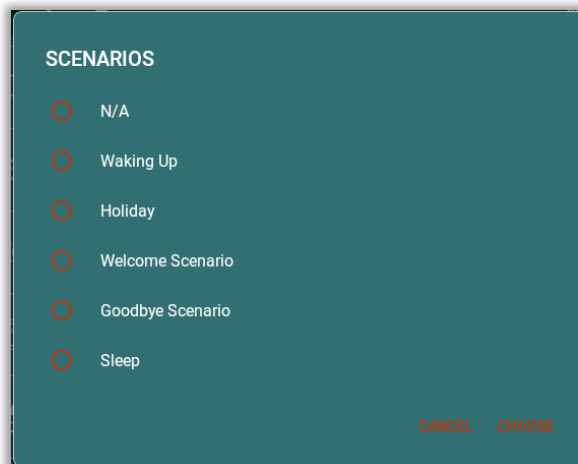 SCENARIOS
N/A
Waking Up
Holiday
Welcome Scenario
Goodbye Scenario
Sleep
CANCEL CHOOSE